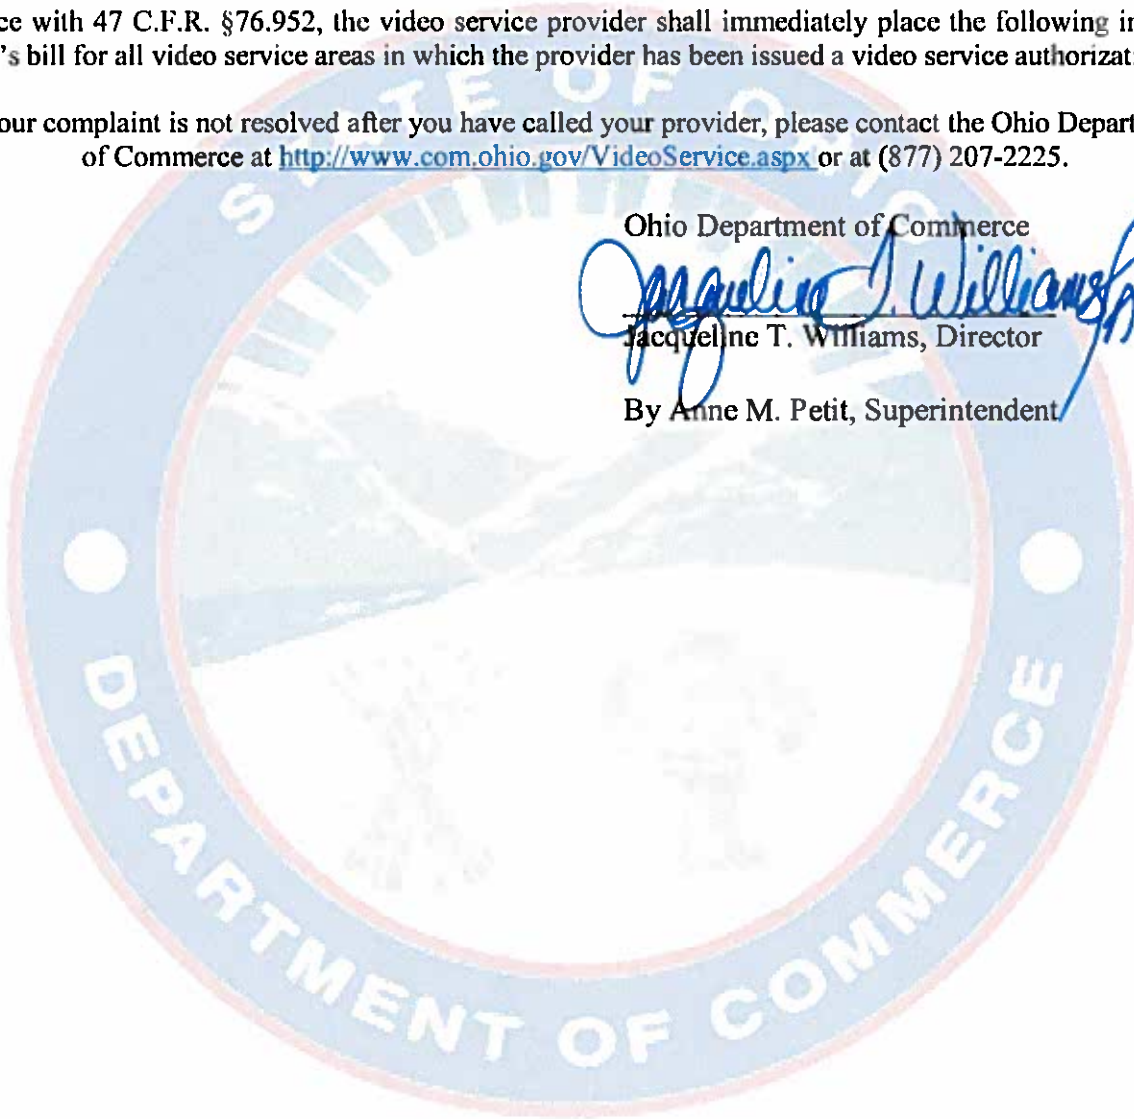 ce with 47 C.F.R. §76.952, the video service provider shall immediately place the following in
's bill for all video service areas in which the provider has been issued a video service authorizat
our complaint is not resolved after you have called your provider, please contact the Ohio Depart
of Commerce at http://www.com.ohio.gov/VideoService.aspx or at (877) 207-2225.
Ohio Department of Commerce
Jacqueline T. Williams
Jacqueline T. Williams, Director
By Anne M. Petit, Superintendent
STATE OF OHIO
DEPARTMENT OF COMMERCE